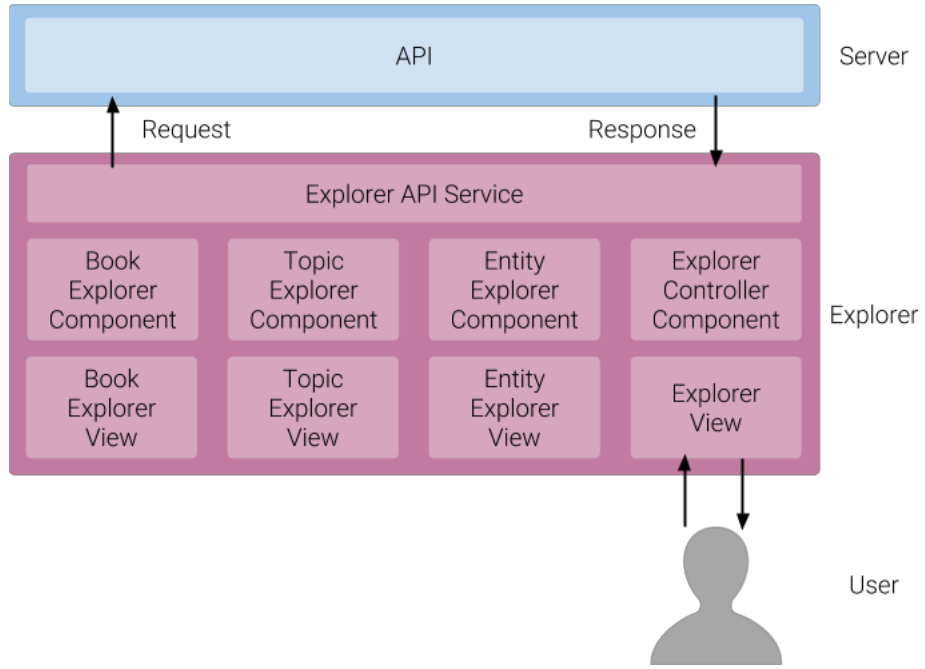 API
Server
Request
Response
Explorer API Service
Book
Explorer
Component
Topic
Explorer
Component
Entity
Explorer
Component
Explorer
Controller
Component
Explorer
Book
Explorer
View
Topic
Explorer
View
Entity
Explorer
View
Explorer
View
User